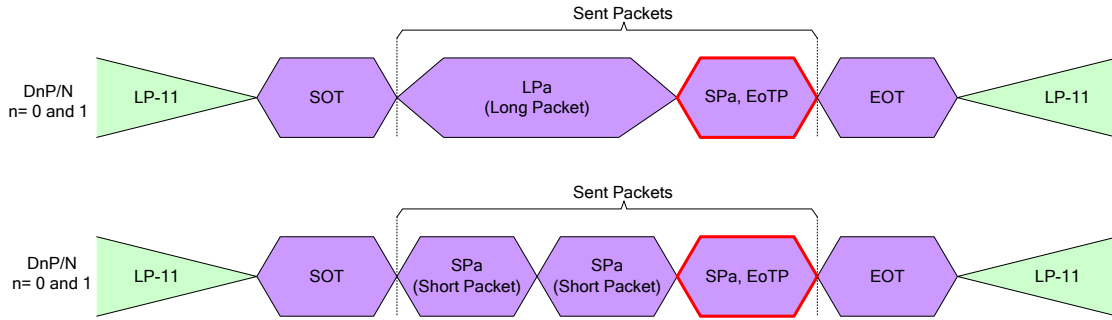 Sent Packets
DnP/N
n= 0 and 1
LP-11
SOT
LPa
(Long Packet)
SPa, EoTP
EOT
LP-11
Sent Packets
DnP/N
n= 0 and 1
LP-11
SOT
SPa
(Short Packet)
SPa
(Short Packet)
SPa, EoTP
EOT
LP-11